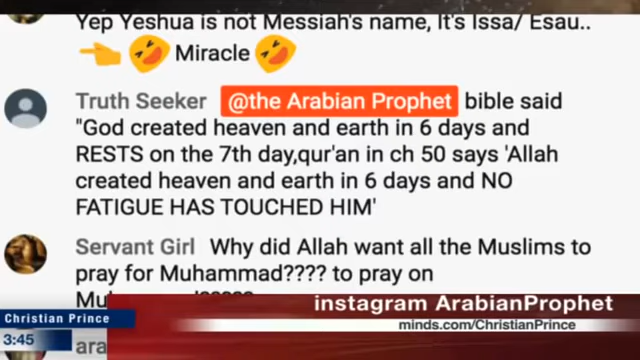 Yep Yeshua is not Messiah's name, It's Issa/ Esau..
Miracle
Truth Seeker @the Arabian Prophet bible said
"God created heaven and earth in 6 days and
RESTS on the 7th day,qur'an in ch 50 says 'Allah
created heaven and earth in 6 days and NO
FATIGUE HAS TOUCHED HIM'
Servant Girl Why did Allah want all the Muslims to
pray for Muhammad???? to pray on
instagram ArabianProphet
Christian Prince
minds.com/ChristianPrince
3:45
ara